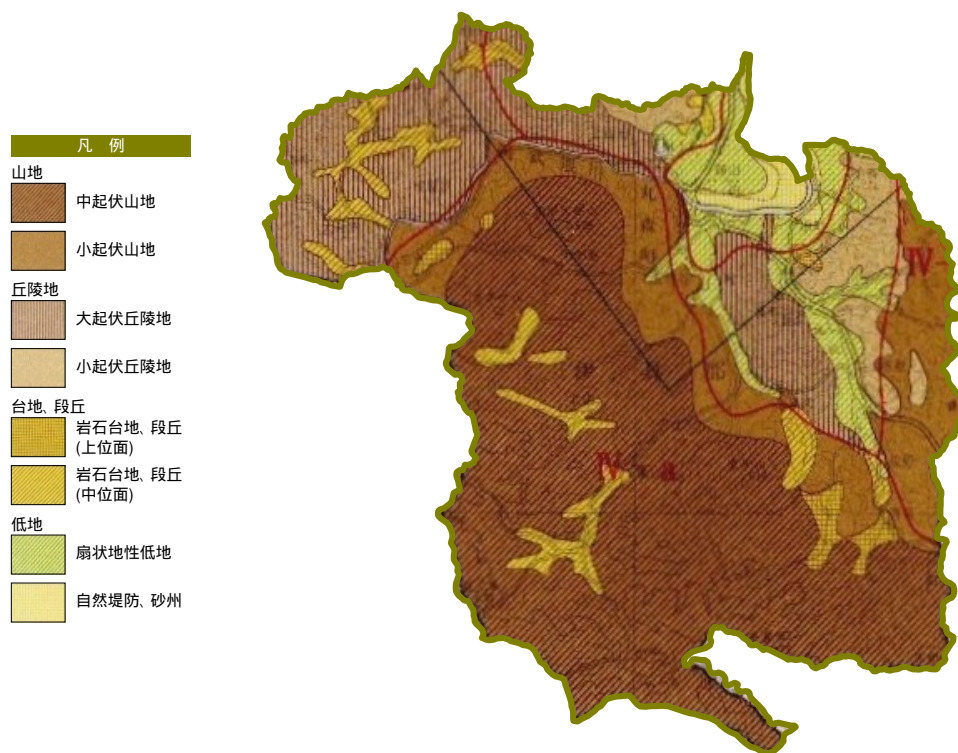 凡 例
山地
中起伏山地
小起伏山地
丘陵地
大起伏丘陵地
小起伏丘陵地
台地、段丘
岩石台地、段丘
(上位面)
岩石台地、段丘
(中位面)
低地
扇状地性低地
自然堤防、砂州